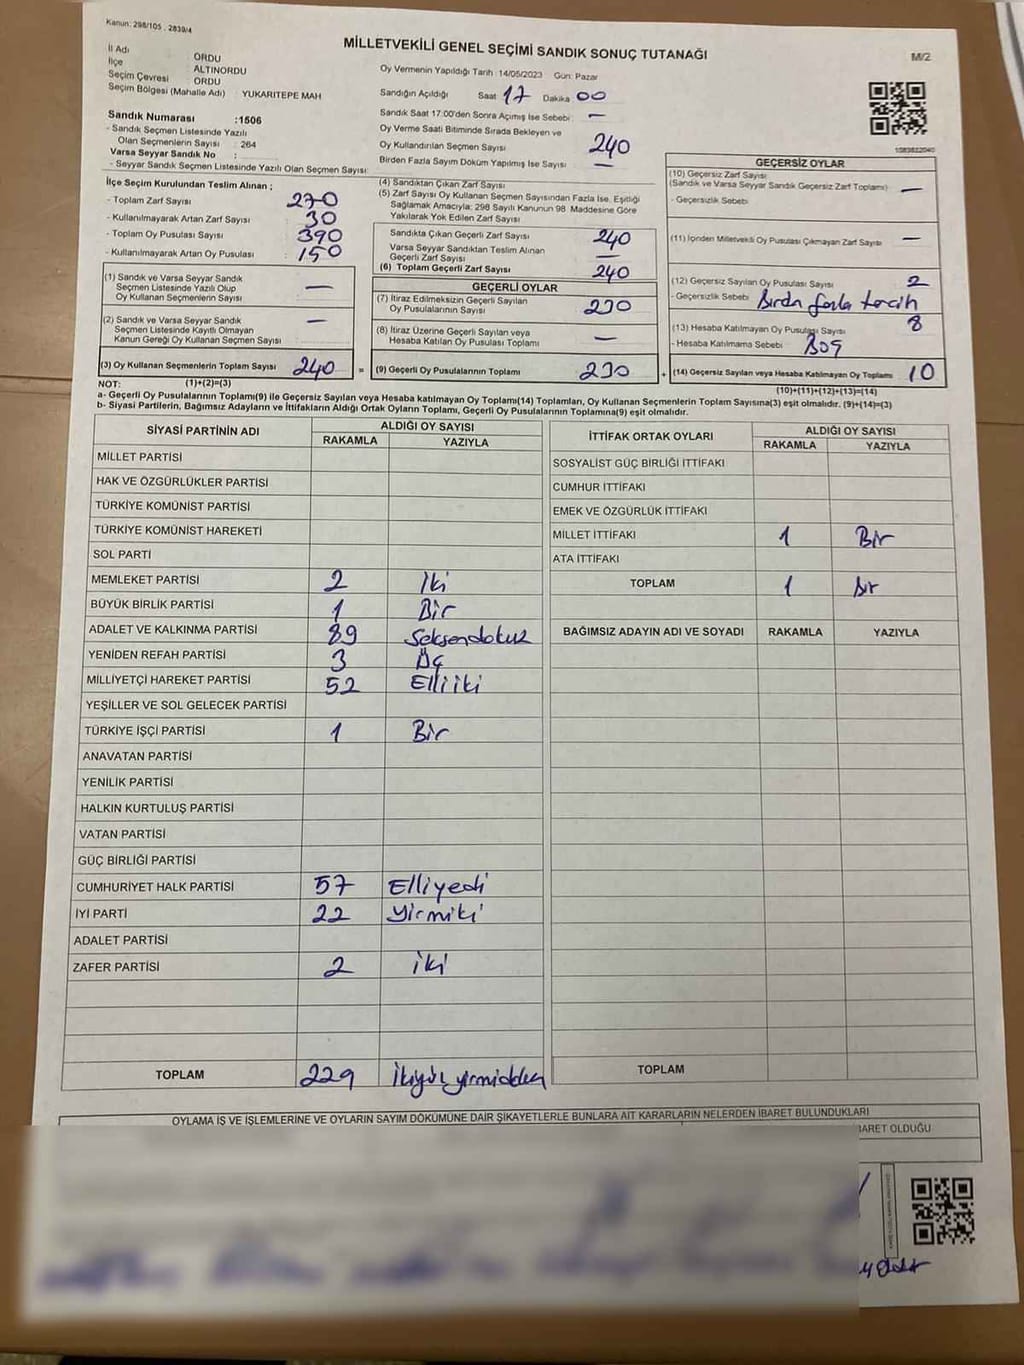 Kanun: 298/105 , 2839/4
MİLLETVEKİLİ GENEL SEÇİMİ SANDIK SONUÇ TUTANAĞI
M/2
İl Adı ORDU
İlçe ALTINORDU
Seçim Çevresi ORDU
Seçim Bölgesi (Mahalle Adı) YUKARITEPE MAH
Oy Vermenin Yapıldığı Tarih :14/05/2023 Gün: Pazar
Sandığın Açıldığı Saat 17 Dakika 00
Sandık Saat 17:00'den Sonra Açımış İse Sebebi : —
Oy Verme Saati Bitiminde Sırada Bekleyen ve
Oy Kullandırılan Seçmen Sayısı 240
Birden Fazla Sayım Döküm Yapılmış İse Sayısı —
Sandık Numarası :1506
- Sandık Seçmen Listesinde Yazılı
Olan Seçmenlerin Sayısı : 264
Varsa Seyyar Sandık No :
- Seyyar Sandık Seçmen Listesinde Yazılı Olan Seçmen Sayısı:
İlçe Seçim Kurulundan Teslim Alınan ;
- Toplam Zarf Sayısı : 270
- Kullanılmayarak Artan Zarf Sayısı : 30
- Toplam Oy Pusulası Sayısı : 390
- Kullanılmayarak Artan Oy Pusulası : 150
(1) Sandık ve Varsa Seyyar Sandık
Seçmen Listesinde Yazılı Olup
Oy Kullanan Seçmenlerin Sayısı —
(2) Sandık ve Varsa Seyyar Sandık
Seçmen Listesinde Kayıtlı Olmayan
Kanun Gereği Oy Kullanan Seçmen Sayısı —
(3) Oy Kullanan Seçmenlerin Toplam Sayısı 240 =
(1)+(2)=(3)
(4) Sandıktan Çıkan Zarf Sayısı
(5) Zarf Sayısı Oy Kullanan Seçmen Sayısından Fazla İse, Eşitliği
Sağlamak Amacıyla; 298 Sayılı Kanunun 98. Maddesine Göre
Yakılarak Yok Edilen Zarf Sayısı
Sandıkta Çıkan Geçerli Zarf Sayısı 240
Varsa Seyyar Sandıktan Teslim Alınan
Geçerli Zarf Sayısı —
(6) Toplam Geçerli Zarf Sayısı 240
GEÇERLİ OYLAR
(7) İtiraz Edilmeksizin Geçerli Sayılan
Oy Pusulalarının Sayısı 230
(8) İtiraz Üzerine Geçerli Sayılan veya
Hesaba Katılan Oy Pusulası Toplamı —
(9) Geçerli Oy Pusulalarının Toplamı 230 +
1083822040
GEÇERSİZ OYLAR
(10) Geçersiz Zarf Sayısı
(Sandık ve Varsa Seyyar Sandık Geçersiz Zarf Toplamı) —
- Geçersizlik Sebebi
(11) İçinden Milletvekili Oy Pusulası Çıkmayan Zarf Sayısı —
(12) Geçersiz Sayılan Oy Pusulası Sayısı 2
- Geçersizlik Sebebi Birden fazla tercih
(13) Hesaba Katılmayan Oy Pusulası Sayısı 8
- Hesaba Katılmama Sebebi Boş
(14) Geçersiz Sayılan veya Hesaba Katılmayan Oy Toplamı 10
(10)+(11)+(12)+(13)=(14)
NOT:
a- Geçerli Oy Pusulalarının Toplamı(9) ile Geçersiz Sayılan veya Hesaba katılmayan Oy Toplamı(14) Toplamları, Oy Kullanan Seçmenlerin Toplam Sayısına(3) eşit olmalıdır. (9)+(14)=(3)
b- Siyasi Partilerin, Bağımsız Adayların ve İttifakların Aldığı Ortak Oyların Toplamı, Geçerli Oy Pusulalarının Toplamına(9) eşit olmalıdır.
SİYASİ PARTİNİN ADI ALDIĞI OY SAYISI
RAKAMLA YAZIYLA
MİLLET PARTİSİ
HAK VE ÖZGÜRLÜKLER PARTİSİ
TÜRKİYE KOMÜNİST PARTİSİ
TÜRKİYE KOMÜNİST HAREKETİ
SOL PARTİ
MEMLEKET PARTİSİ 2 iki
BÜYÜK BİRLİK PARTİSİ 1 Bir
ADALET VE KALKINMA PARTİSİ 89 Seksendokuz
YENİDEN REFAH PARTİSİ 3 Üç
MİLLİYETÇİ HAREKET PARTİSİ 52 Elliiki
YEŞİLLER VE SOL GELECEK PARTİSİ
TÜRKİYE İŞÇİ PARTİSİ 1 Bir
ANAVATAN PARTİSİ
YENİLİK PARTİSİ
HALKIN KURTULUŞ PARTİSİ
VATAN PARTİSİ
GÜÇ BİRLİĞİ PARTİSİ
CUMHURİYET HALK PARTİSİ 57 Elliyedi
İYİ PARTİ 22 Yirmiki
ADALET PARTİSİ
ZAFER PARTİSİ 2 iki
TOPLAM 229
İTTİFAK ORTAK OYLARI ALDIĞI OY SAYISI
RAKAMLA YAZIYLA
SOSYALİST GÜÇ BİRLİĞİ İTTİFAKI
CUMHUR İTTİFAKI
EMEK VE ÖZGÜRLÜK İTTİFAKI
MİLLET İTTİFAKI 1 Bir
ATA İTTİFAKI
TOPLAM 1 Bir
BAĞIMSIZ ADAYIN ADI VE SOYADI RAKAMLA YAZIYLA
TOPLAM
OYLAMA İŞ VE İŞLEMLERİNE VE OYLARIN SAYIM DÖKÜMÜNE DAİR ŞİKAYETLERLE BUNLARA AİT KARARLARIN NELERDEN İBARET BULUNDUKLARI
BARET OLDUĞU